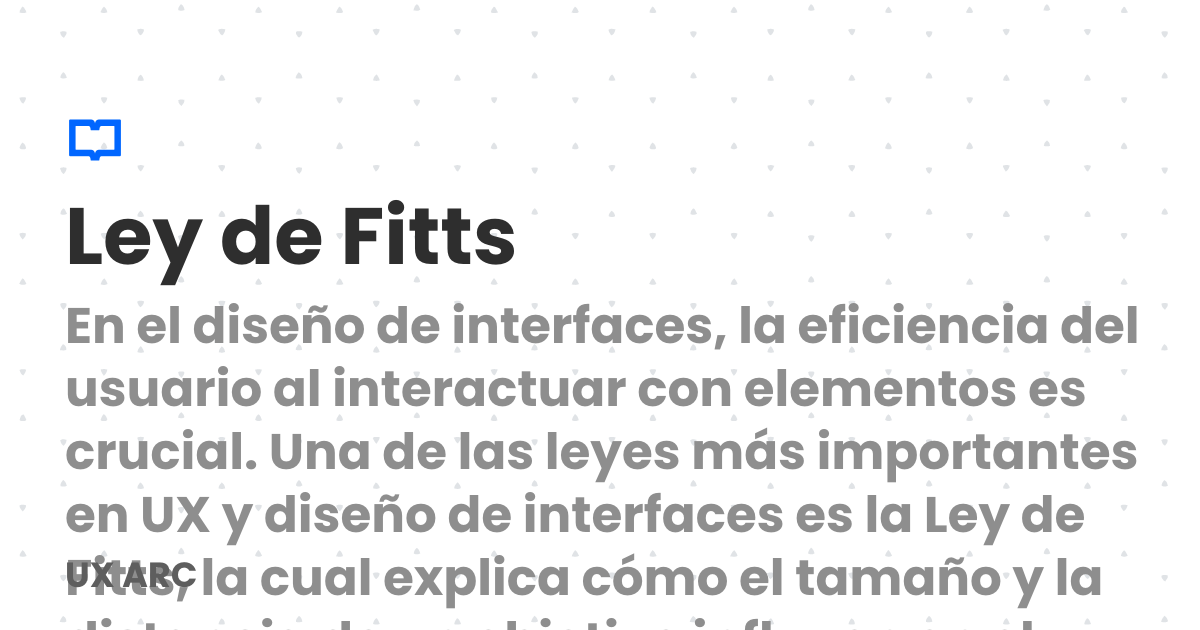 Ley de Fitts
En el diseño de interfaces, la eficiencia del
usuario al interactuar con elementos es
crucial. Una de las leyes más importantes
en UX y diseño de interfaces es la Ley de
Fitts, la cual explica cómo el tamaño y la
UX ARC